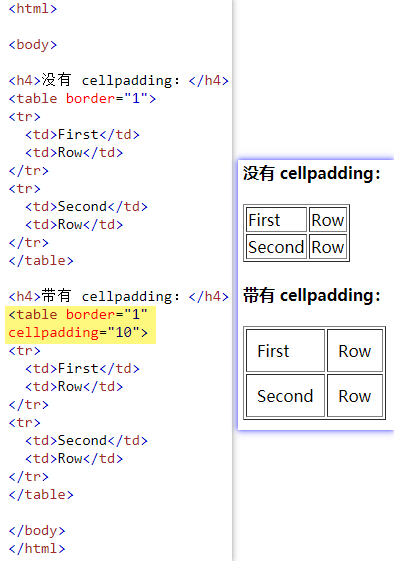 <html>
<body>
<h4>没有 cellpadding：</h4>
<table border="1">
<tr>
<td>First</td>
<td>Row</td>
</tr>
<tr>
<td>Second</td>
<td>Row</td>
</tr>
</table>
<h4>带有 cellpadding：</h4>
<table border="1"
cellpadding="10">
<tr>
<td>First</td>
<td>Row</td>
</tr>
<tr>
<td>Second</td>
<td>Row</td>
</tr>
</table>
</body>
</html>
没有 cellpadding：
First Row
Second Row
带有 cellpadding：
First Row
Second Row